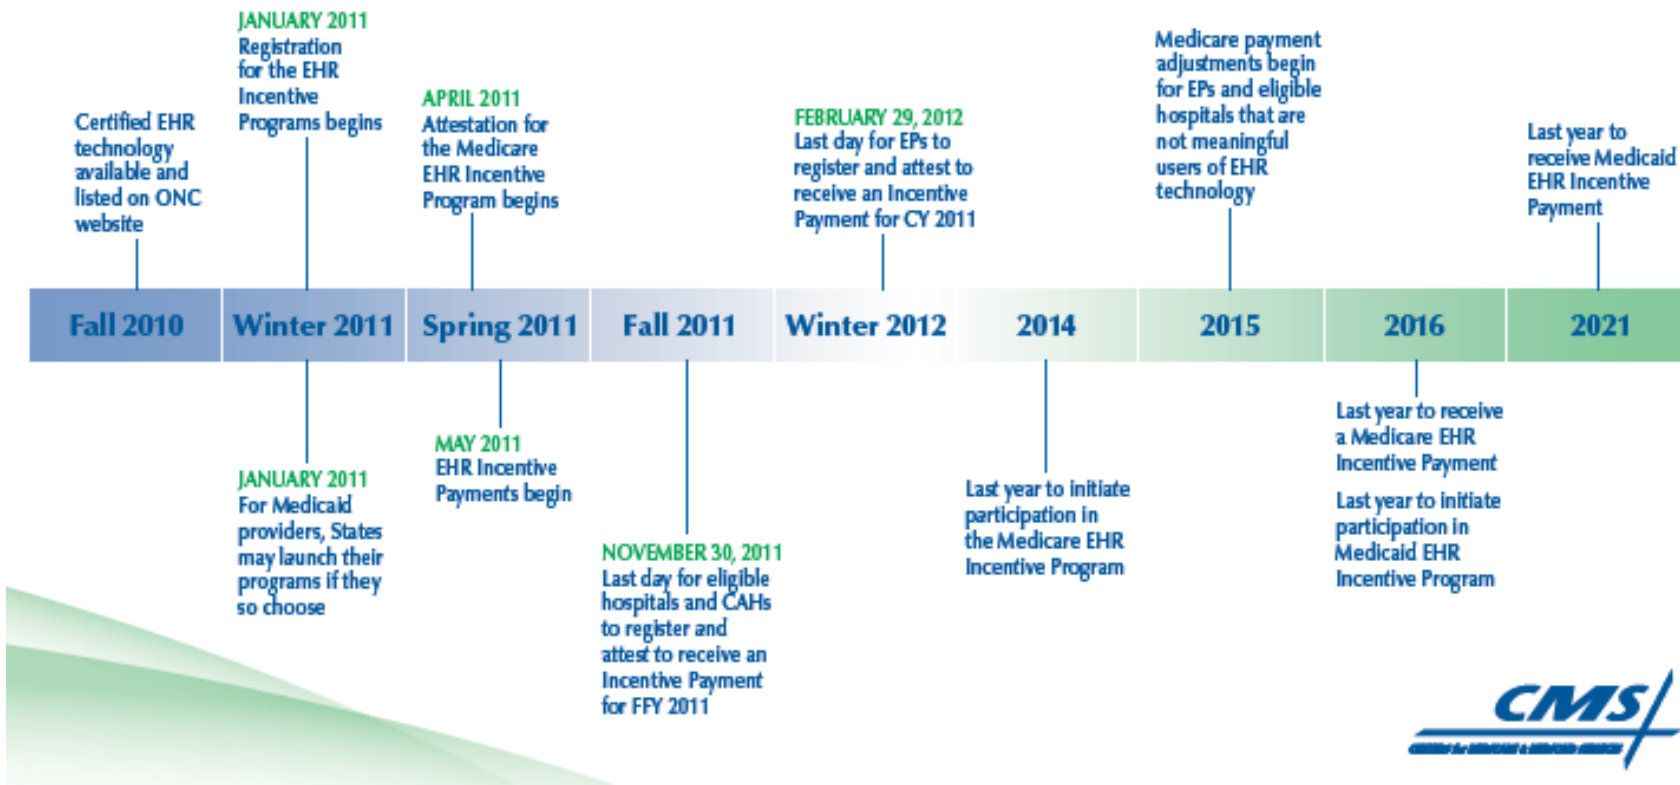 JANUARY 2011
Registration
for the EHR
Incentive
Programs begins
Certified EHR
technology
available and
listed on ONC
website
APRIL 2011
Attestation for
the Medicare
EHR Incentive
Program begins
FEBRUARY 29, 2012
Last day for EPs to
register and attest to
receive an Incentive
Payment for CY 2011
Medicare payment
adjustments begin
for EPs and eligible
hospitals that are
not meaningful
users of EHR
technology
Last year to
receive Medicaid
EHR Incentive
Payment
Fall 2010
Winter 2011
Spring 2011
Fall 2011
Winter 2012
2014
2015
2016
2021
JANUARY 2011
For Medicaid
providers, States
may launch their
programs if they
so choose
MAY 2011
EHR Incentive
Payments begin
NOVEMBER 30, 2011
Last day for eligible
hospitals and CAHs
to register and
attest to receive an
Incentive Payment
for FFY 2011
Last year to initiate
participation in
the Medicare EHR
Incentive Program
Last year to receive
a Medicare EHR
Incentive Payment
Last year to initiate
participation in
Medicaid EHR
Incentive Program
CMS
CENTERS for MEDICARE & MEDICAID SERVICES